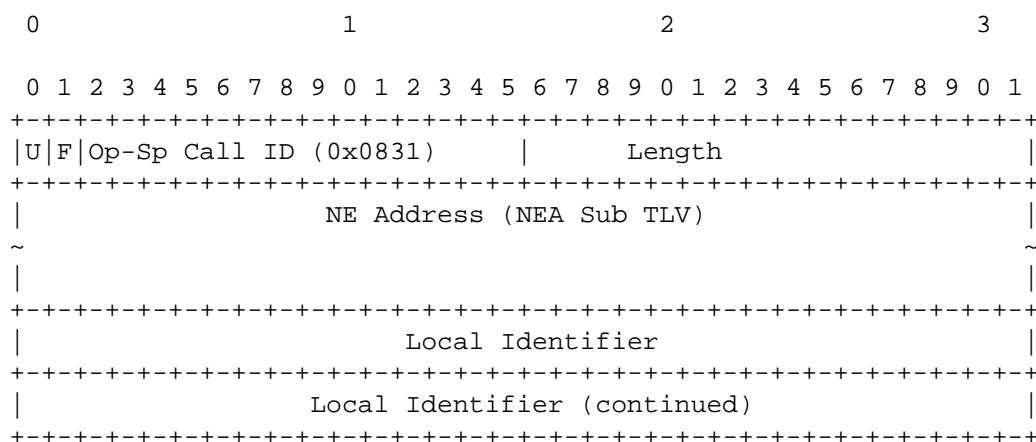 0                   1                   2                   3
0 1 2 3 4 5 6 7 8 9 0 1 2 3 4 5 6 7 8 9 0 1 2 3 4 5 6 7 8 9 0 1
+-+-+-+-+-+-+-+-+-+-+-+-+-+-+-+-+-+-+-+-+-+-+-+-+-+-+-+-+-+-+-+-+
|U|F|Op-Sp Call ID (0x0831)     |      Length                   |
+-+-+-+-+-+-+-+-+-+-+-+-+-+-+-+-+-+-+-+-+-+-+-+-+-+-+-+-+-+-+-+-+
|                   NE Address (NEA Sub TLV)                    |
~                                                               ~
|                                                               |
+-+-+-+-+-+-+-+-+-+-+-+-+-+-+-+-+-+-+-+-+-+-+-+-+-+-+-+-+-+-+-+-+
|                        Local Identifier                       |
+-+-+-+-+-+-+-+-+-+-+-+-+-+-+-+-+-+-+-+-+-+-+-+-+-+-+-+-+-+-+-+-+
|                  Local Identifier (continued)                 |
+-+-+-+-+-+-+-+-+-+-+-+-+-+-+-+-+-+-+-+-+-+-+-+-+-+-+-+-+-+-+-+-+